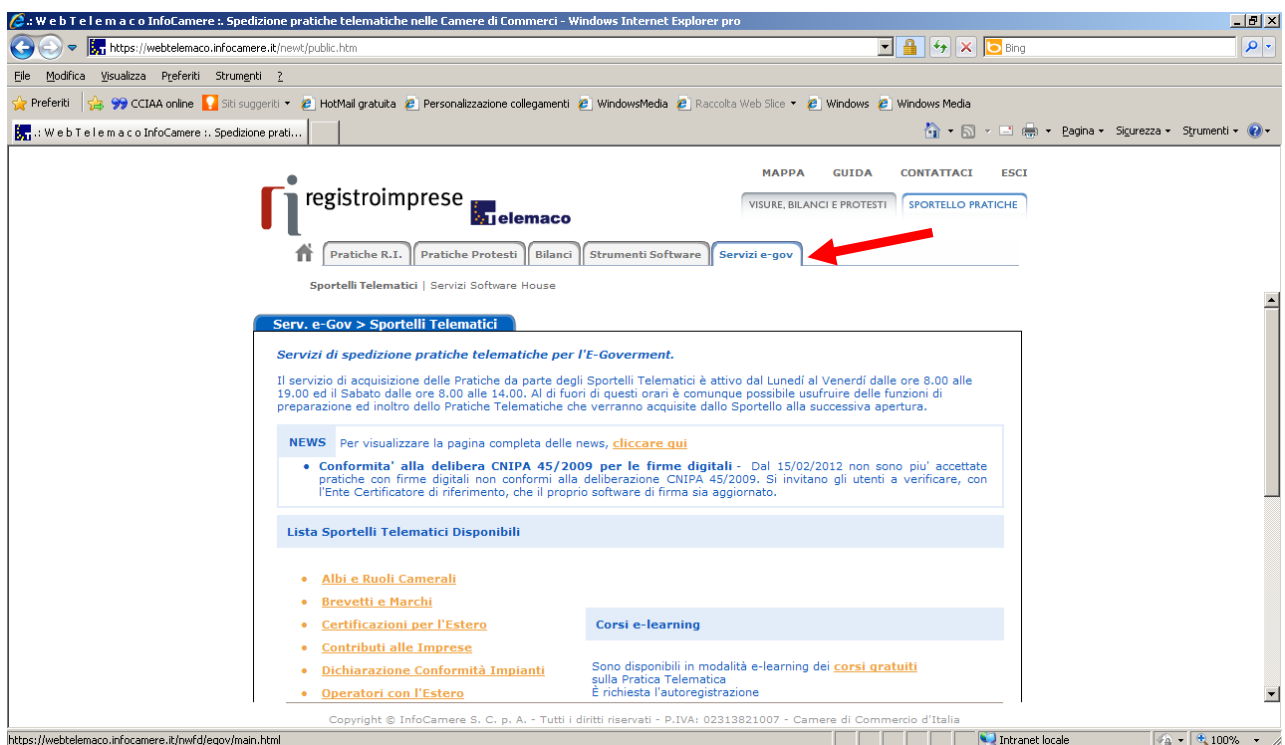 .: W e b T e l e m a c o InfoCamere :. Spedizione pratiche telematiche nelle Camere di Commerci - Windows Internet Explorer pro
https://webtelemaco.infocamere.it/newt/public.htm
Bing
File Modifica Visualizza Preferiti Strumenti ?
Preferiti CCIAA online Siti suggeriti HotMail gratuita Personalizzazione collegamenti WindowsMedia Raccolta Web Slice Windows Windows Media
.: W e b T e l e m a c o InfoCamere :. Spedizione prati...
Pagina Sicurezza Strumenti
MAPPA GUIDA CONTATTACI ESCI
registroimprese Telemaco
VISURE, BILANCI E PROTESTI SPORTELLO PRATICHE
Pratiche R.I. Pratiche Protesti Bilanci Strumenti Software Servizi e-gov
Sportelli Telematici | Servizi Software House
Serv. e-Gov > Sportelli Telematici
Servizi di spedizione pratiche telematiche per l'E-Goverment.
Il servizio di acquisizione delle Pratiche da parte degli Sportelli Telematici è attivo dal Lunedí al Venerdí dalle ore 8.00 alle
19.00 ed il Sabato dalle ore 8.00 alle 14.00. Al di fuori di questi orari è comunque possibile usufruire delle funzioni di
preparazione ed inoltro dello Pratiche Telematiche che verranno acquisite dallo Sportello alla successiva apertura.
NEWS Per visualizzare la pagina completa delle news, cliccare qui
• Conformita' alla delibera CNIPA 45/2009 per le firme digitali - Dal 15/02/2012 non sono piu' accettate
pratiche con firme digitali non conformi alla deliberazione CNIPA 45/2009. Si invitano gli utenti a verificare, con
l'Ente Certificatore di riferimento, che il proprio software di firma sia aggiornato.
Lista Sportelli Telematici Disponibili
• Albi e Ruoli Camerali
• Brevetti e Marchi
• Certificazioni per l'Estero
• Contributi alle Imprese
• Dichiarazione Conformitá Impianti
• Operatori con l'Estero
Corsi e-learning
Sono disponibili in modalità e-learning dei corsi gratuiti
sulla Pratica Telematica
È richiesta l'autoregistrazione
Copyright © InfoCamere S. C. p. A. - Tutti i diritti riservati - P.IVA: 02313821007 - Camere di Commercio d'Italia
https://webtelemaco.infocamere.it/nwfd/egov/main.html
Intranet locale
100%